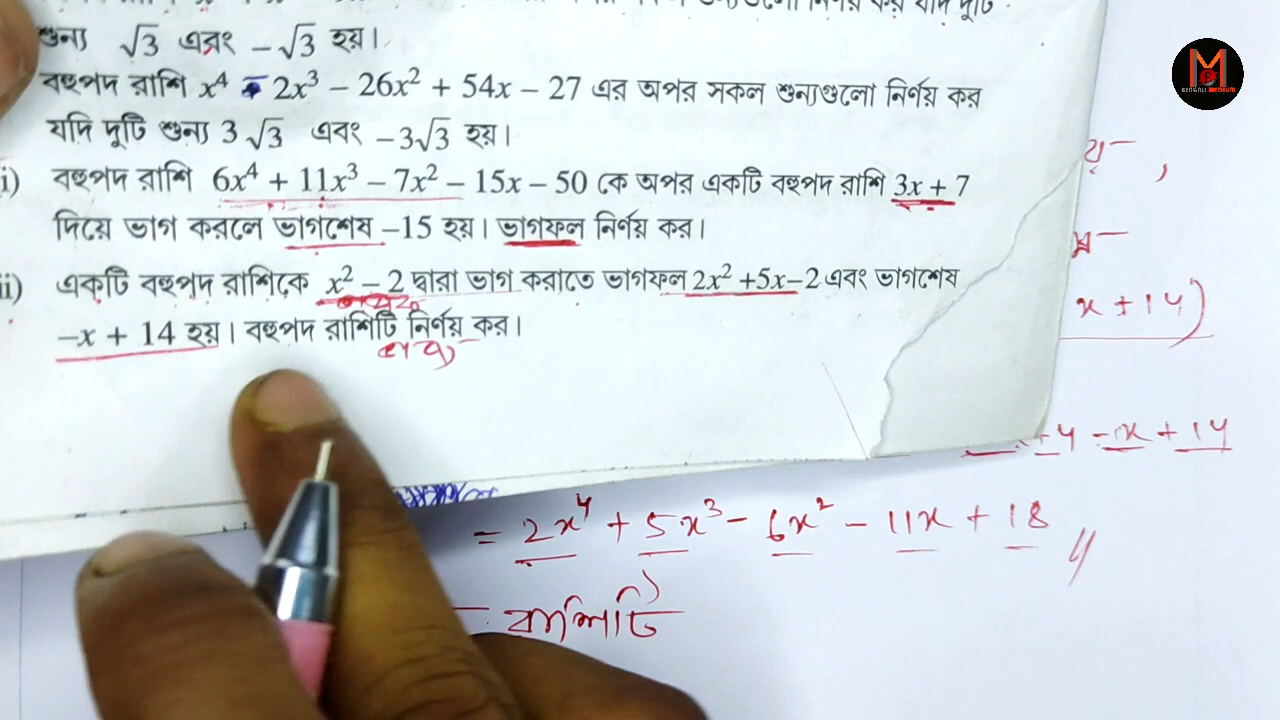 শুন্য √3 এবং –√3 হয়।
বহুপদ রাশি x⁴ – 2x³ – 26x² + 54x – 27 এর অপর সকল শুন্যগুলো নির্ণয় কর
যদি দুটি শুন্য 3√3 এবং –3√3 হয়।
i) বহুপদ রাশি 6x⁴ + 11x³ – 7x² – 15x – 50 কে অপর একটি বহুপদ রাশি 3x + 7
দিয়ে ভাগ করলে ভাগশেষ –15 হয়। ভাগফল নির্ণয় কর।
ii) একটি বহুপদ রাশিকে x² – 2 দ্বারা ভাগ করাতে ভাগফল 2x² +5x–2 এবং ভাগশেষ
–x + 14 হয়। বহুপদ রাশিটি নির্ণয় কর।
x + 14)
+4 – x + 14
= 2x⁴ + 5x³ – 6x² – 11x + 18
M
BENGALI MEDIUM